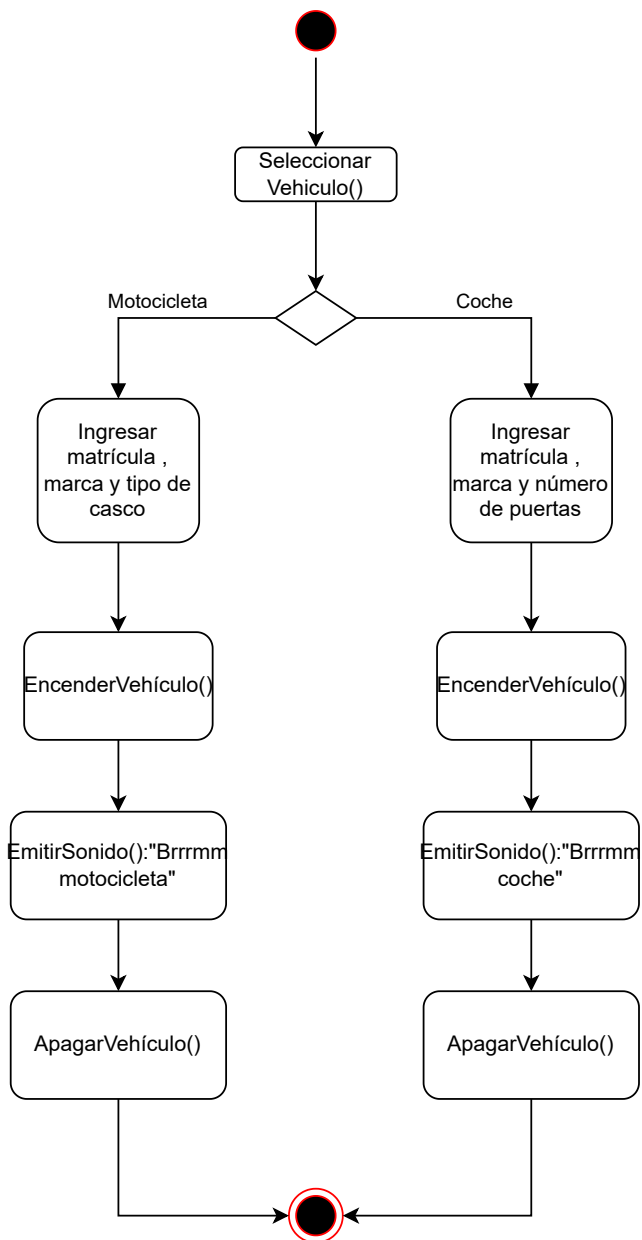 Seleccionar
Vehiculo()
Motocicleta
Coche
Ingresar
matrícula ,
marca y tipo de
casco
Ingresar
matrícula ,
marca y número
de puertas
EncenderVehículo()
EncenderVehículo()
EmitirSonido():"Brrrmm
motocicleta"
EmitirSonido():"Brrrmm
coche"
ApagarVehículo()
ApagarVehículo()